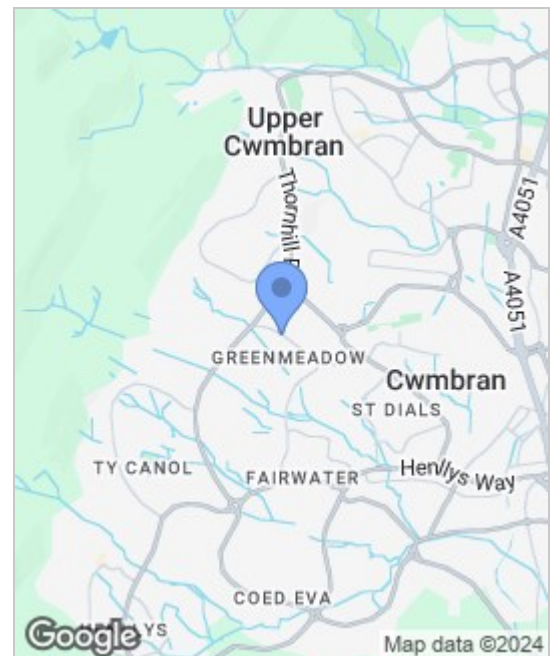 Upper
Cwmbran
Thornhill
A4051
A4051
GREENMEADOW
Cwmbran
ST DIALS
TY CANOL
FAIRWATER
Henllys Way
COED EVA
Google
Map data ©2024